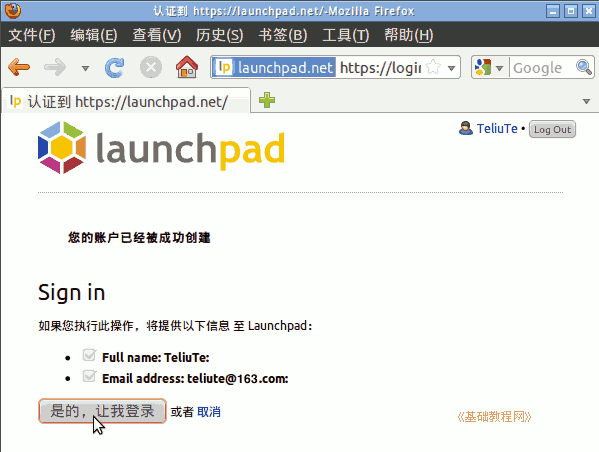 认证到 https://launchpad.net/-Mozilla Firefox
文件(F) 编辑(E) 查看(V) 历史(S) 书签(B) 工具(T) 帮助(H)
lp launchpad.net https://login Google
lp 认证到 https://launchpad.net/
launchpad
TeliuTe • Log Out
您的账户已经被成功创建
Sign in
如果您执行此操作，将提供以下信息 至 Launchpad:
• Full name: TeliuTe:
• Email address: teliute@163.com:
是的，让我登录 或者 取消
《基础教程网》